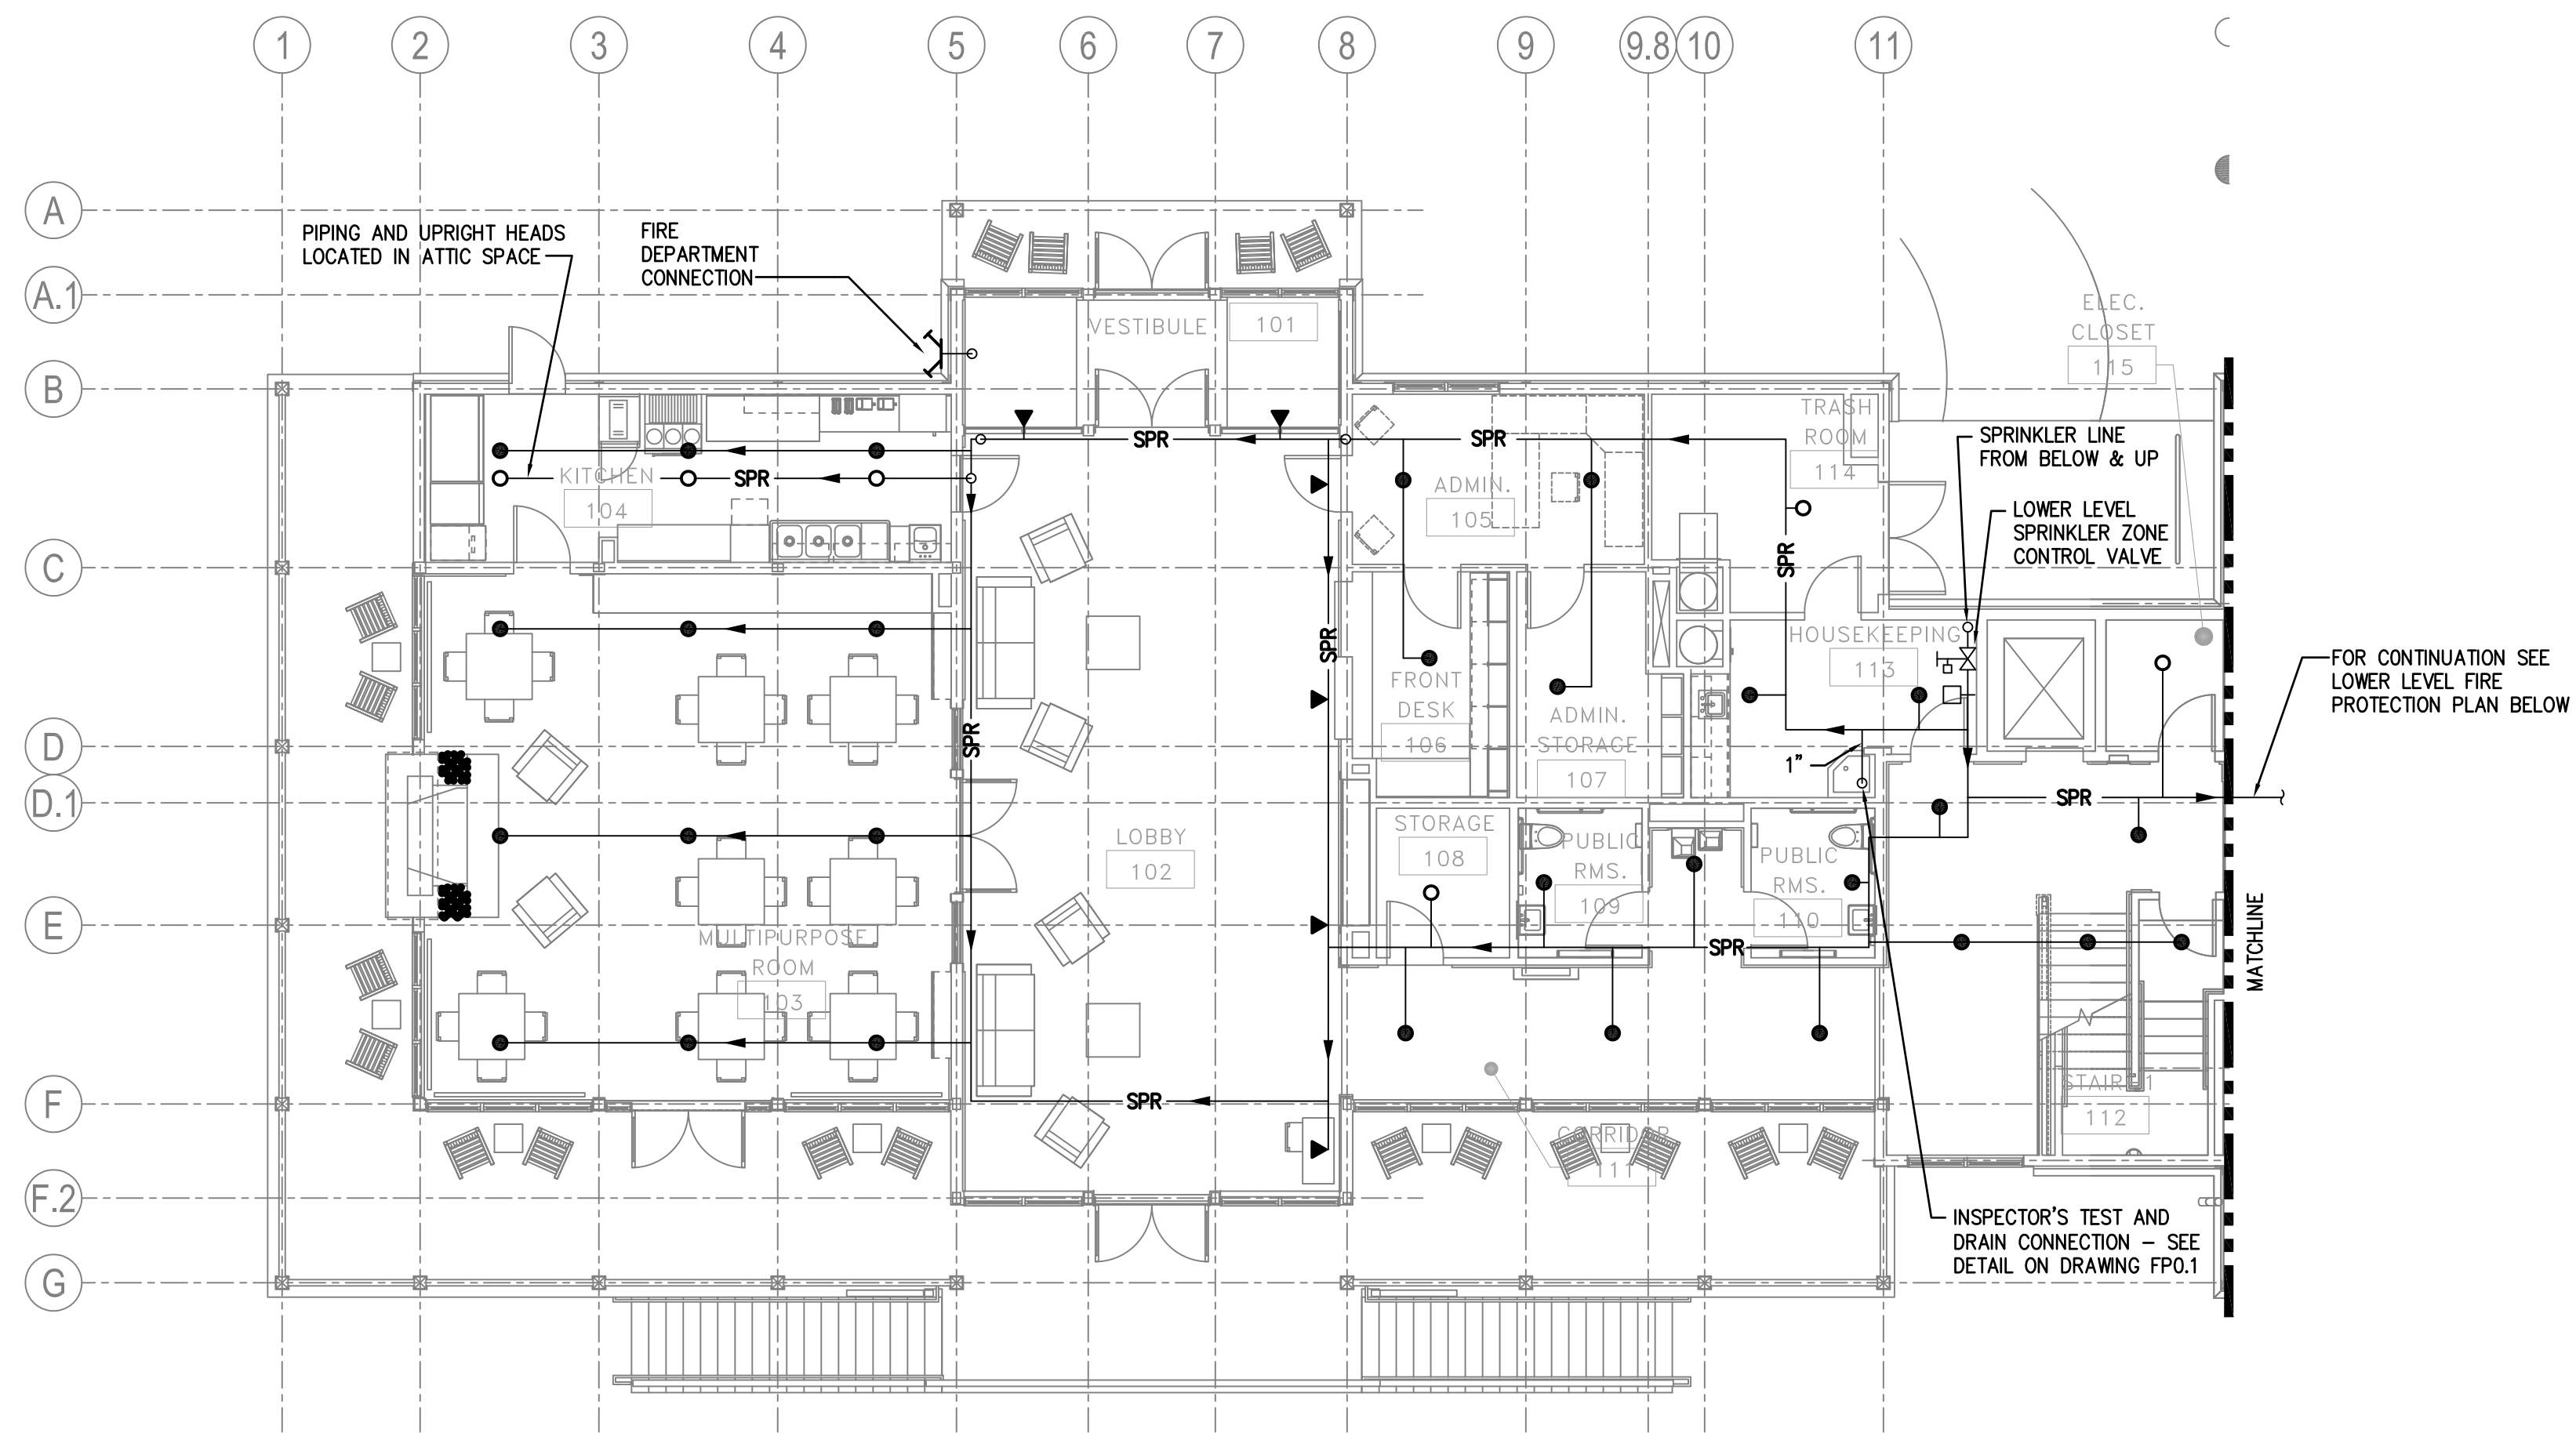 1
2
3
4
5
6
7
8
9
9.8
10
11
A
A.1
B
C
D
D.1
E
F
F.2
G
PIPING AND UPRIGHT HEADS
LOCATED IN ATTIC SPACE
FIRE
DEPARTMENT
CONNECTION
VESTIBULE
101
ELEC.
CLOSET
115
TRASH
ROOM
114
SPRINKLER LINE
FROM BELOW & UP
LOWER LEVEL
SPRINKLER ZONE
CONTROL VALVE
SPR
SPR
SPR
KITCHEN
104
ADMIN.
105
SPR
SPR
HOUSEKEEPING
113
FOR CONTINUATION SEE
LOWER LEVEL FIRE
PROTECTION PLAN BELOW
FRONT
DESK
106
ADMIN.
STORAGE
107
SPR
1"
SPR
LOBBY
102
STORAGE
108
PUBLIC
RMS.
109
PUBLIC
RMS.
110
SPR
MULTIPURPOSE
ROOM
103
MATCHLINE
SPR
STAIR 1
112
CORRIDOR
111
INSPECTOR'S TEST AND
DRAIN CONNECTION – SEE
DETAIL ON DRAWING FP0.1